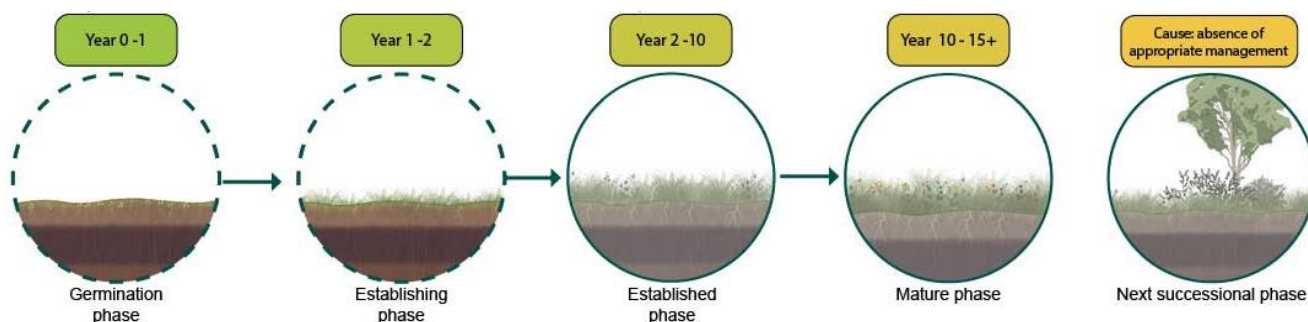 Year 0 -1
Year 1 -2
Year 2 -10
Year 10 - 15+
Cause: absence of
appropriate management
Germination
phase
Establishing
phase
Established
phase
Mature phase
Next successional phase